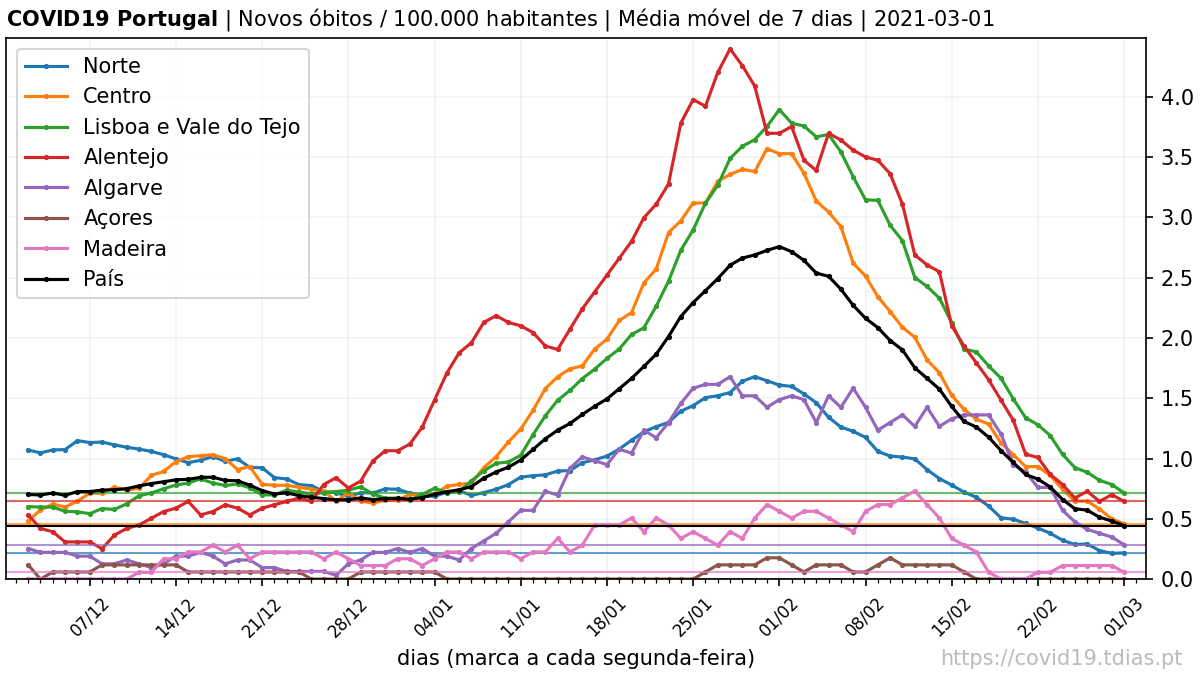 COVID19 Portugal | Novos óbitos / 100.000 habitantes | Média móvel de 7 dias | 2021-03-01
Norte
Centro
Lisboa e Vale do Tejo
Alentejo
Algarve
Açores
Madeira
País
4.0
3.5
3.0
2.5
2.0
1.5
1.0
0.5
0.0
07/12 14/12 21/12 28/12 04/01 11/01 18/01 25/01 01/02 08/02 15/02 22/02 01/03
dias (marca a cada segunda-feira)
https://covid19.tdias.pt